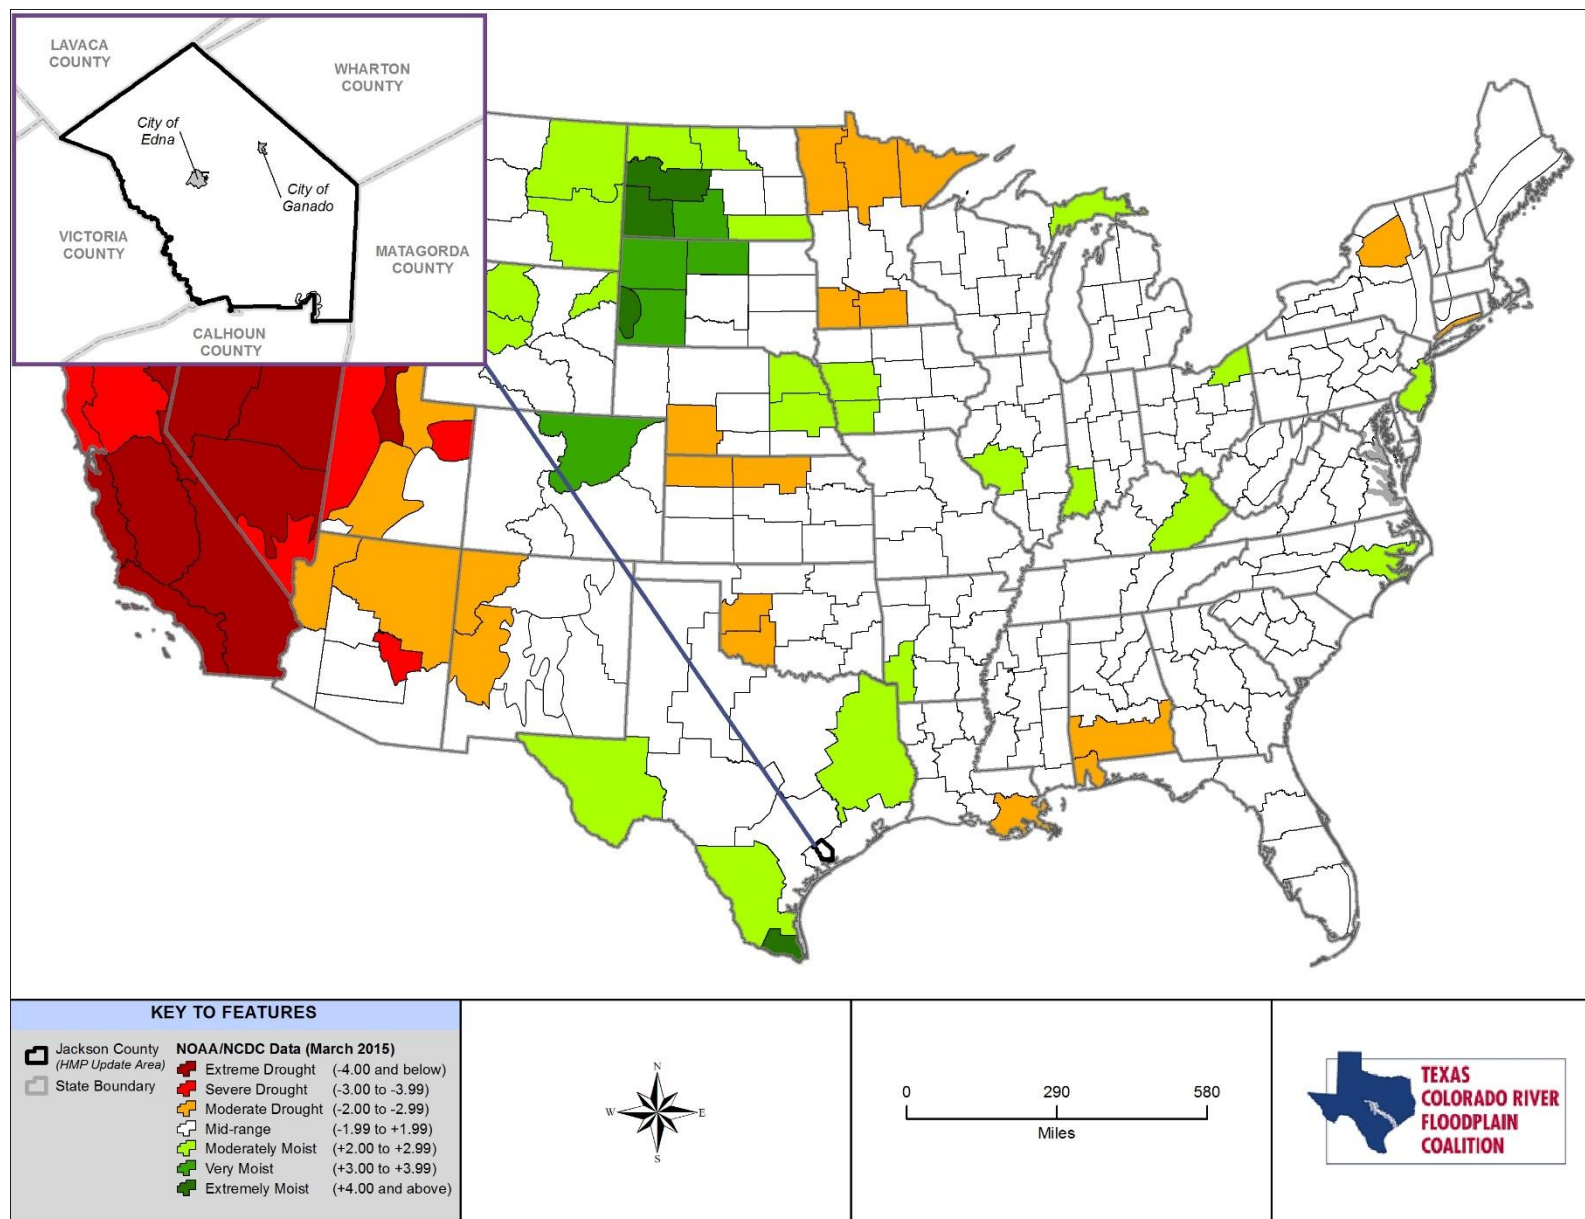 LAVACA
COUNTY
WHARTON
COUNTY
City of
Edna
City of
Ganado
VICTORIA
COUNTY
MATAGORDA
COUNTY
CALHOUN
COUNTY
KEY TO FEATURES
Jackson County
(HMP Update Area)
State Boundary
NOAA/NCDC Data (March 2015)
Extreme Drought (-4.00 and below)
Severe Drought (-3.00 to -3.99)
Moderate Drought (-2.00 to -2.99)
Mid-range (-1.99 to +1.99)
Moderately Moist (+2.00 to +2.99)
Very Moist (+3.00 to +3.99)
Extremely Moist (+4.00 and above)
N
W E
S
0 290 580
Miles
TEXAS
COLORADO RIVER
FLOODPLAIN
COALITION